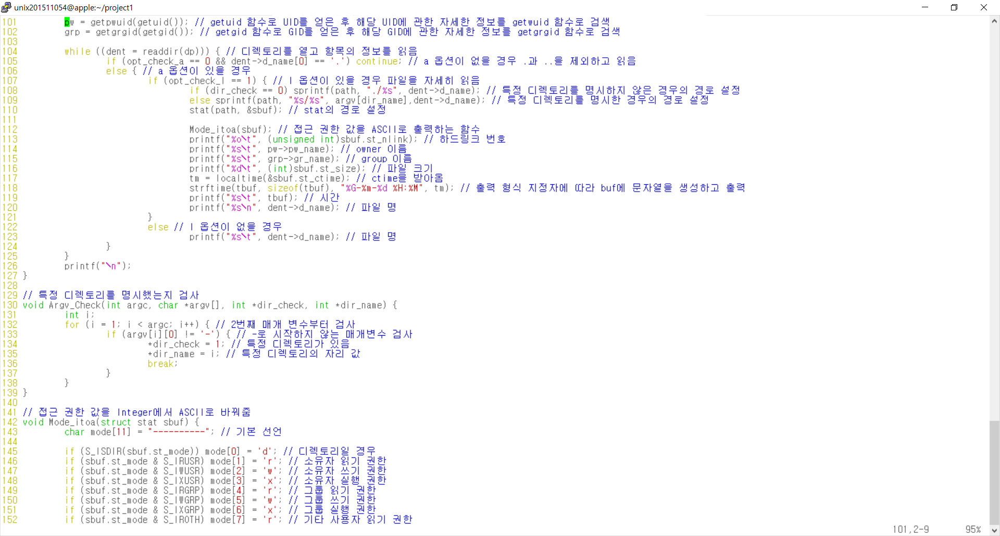 unix201511054@apple:~/project1
101         pw = getpwuid(getuid()); // getuid 함수로 UID를 얻은 후 해당 UID에 관한 자세한 정보를 getwuid 함수로 검색
102         grp = getgrgid(getgid()); // getgid 함수로 GID를 얻은 후 해당 GID에 관한 자세한 정보를 getgrgid 함수로 검색
103
104         while ((dent = readdir(dp))) { // 디렉토리를 열고 항목의 정보를 읽음
105                 if (opt_check_a == 0 && dent->d_name[0] == '.') continue; // a 옵션이 없을 경우 .과 ..을 제외하고 읽음
106                 else { // a 옵션이 있을 경우
107                         if (opt_check_l == 1) { // l 옵션이 있을 경우 파일을 자세히 읽음
108                                 if (dir_check == 0) sprintf(path, "./%s", dent->d_name); // 특정 디렉토리를 명시하지 않은 경우의 경로 설정
109                                 else sprintf(path, "%s/%s", argv[dir_name],dent->d_name); // 특정 디렉토리를 명시한 경우의 경로 설정
110                                 stat(path, &sbuf); // stat의 경로 설정
111
112                                 Mode_itoa(sbuf); // 접근 권한 값을 ASCII로 출력하는 함수
113                                 printf("%o\t", (unsigned int)sbuf.st_nlink); // 하드링크 번호
114                                 printf("%s\t", pw->pw_name); // owner 이름
115                                 printf("%s\t", grp->gr_name); // group 이름
116                                 printf("%d\t", (int)sbuf.st_size); // 파일 크기
117                                 tm = localtime(&sbuf.st_ctime); // ctime을 받아옴
118                                 strftime(tbuf, sizeof(tbuf), "%G-%m-%d %H:%M", tm); // 출력 형식 지정자에 따라 buf에 문자열을 생성하고 출력
119                                 printf("%s\t", tbuf); // 시간
120                                 printf("%s\n", dent->d_name); // 파일 명
121                         }
122                         else // l 옵션이 없을 경우
123                                 printf("%s\t", dent->d_name); // 파일 명
124                 }
125         }
126         printf("\n");
127 }
128
129 // 특정 디렉토리를 명시했는지 검사
130 void Argv_Check(int argc, char *argv[], int *dir_check, int *dir_name) {
131         int i;
132         for (i = 1; i < argc; i++) { // 2번째 매개 변수부터 검사
133                 if (argv[i][0] != '-') { // -로 시작하지 않는 매개변수 검사
134                         *dir_check = 1; // 특정 디렉토리가 있음
135                         *dir_name = i; // 특정 디렉토리의 자리 값
136                         break;
137                 }
138         }
139 }
140
141 // 접근 권한 값을 Integer에서 ASCII로 바꿔줌
142 void Mode_itoa(struct stat sbuf) {
143         char mode[11] = "----------"; // 기본 선언
144
145         if (S_ISDIR(sbuf.st_mode)) mode[0] = 'd'; // 디렉토리일 경우
146         if (sbuf.st_mode & S_IRUSR) mode[1] = 'r'; // 소유자 읽기 권한
147         if (sbuf.st_mode & S_IWUSR) mode[2] = 'w'; // 소유자 쓰기 권한
148         if (sbuf.st_mode & S_IXUSR) mode[3] = 'x'; // 소유자 실행 권한
149         if (sbuf.st_mode & S_IRGRP) mode[4] = 'r'; // 그룹 읽기 권한
150         if (sbuf.st_mode & S_IWGRP) mode[5] = 'w'; // 그룹 쓰기 권한
151         if (sbuf.st_mode & S_IXGRP) mode[6] = 'x'; // 그룹 실행 권한
152         if (sbuf.st_mode & S_IROTH) mode[7] = 'r'; // 기타 사용자 읽기 권한
101,2-9       95%